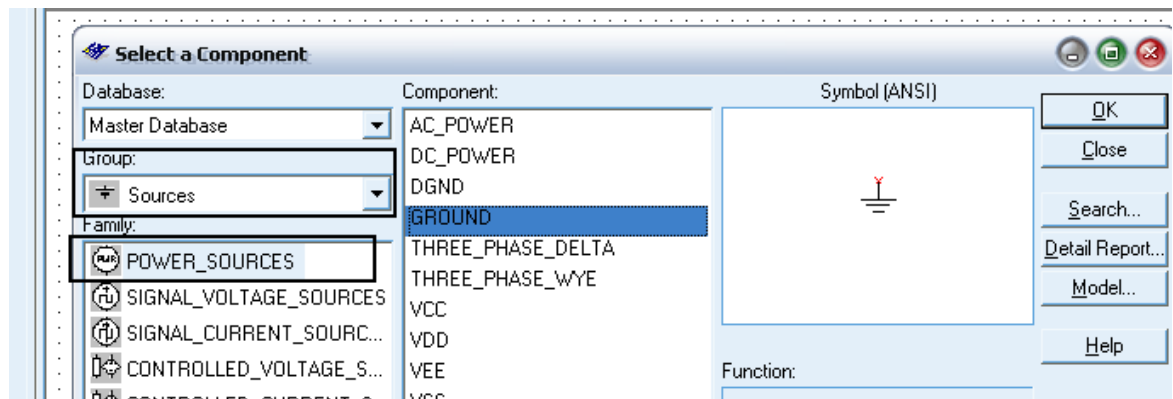 Select a Component
Database:
Master Database
Group:
Sources
Family:
POWER_SOURCES
SIGNAL_VOLTAGE_SOURCES
SIGNAL_CURRENT_SOURC...
CONTROLLED_VOLTAGE_S...
Component:
AC_POWER
DC_POWER
DGND
GROUND
THREE_PHASE_DELTA
THREE_PHASE_WYE
VCC
VDD
VEE
Symbol (ANSI)
Function:
OK
Close
Search...
Detail Report...
Model...
Help